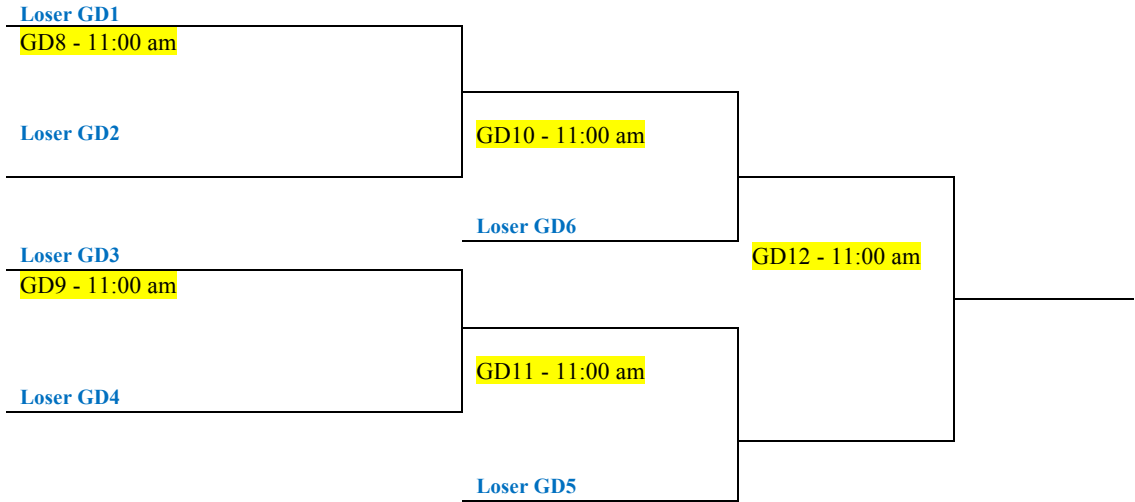 Loser GD1
GD8 - 11:00 am
Loser GD2
GD10 - 11:00 am
Loser GD6
Loser GD3
GD12 - 11:00 am
GD9 - 11:00 am
GD11 - 11:00 am
Loser GD4
Loser GD5